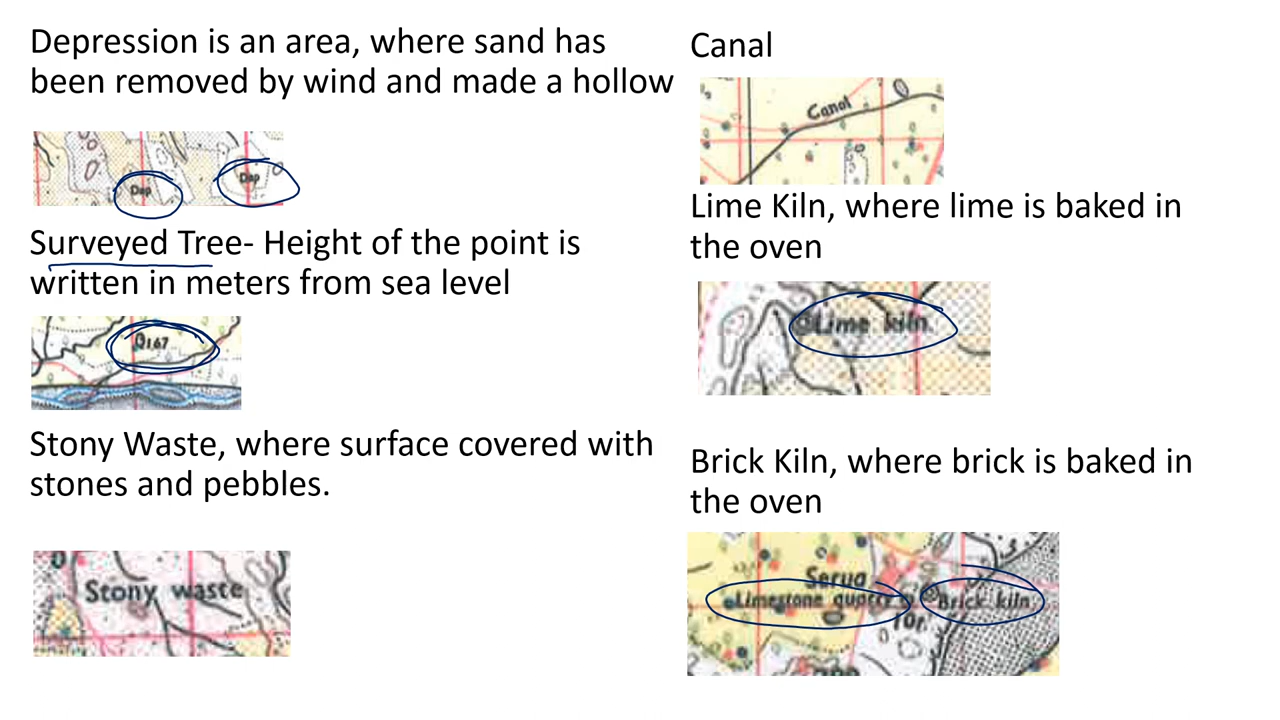 Depression is an area, where sand has
been removed by wind and made a hollow
Dep
Dep
Surveyed Tree- Height of the point is
written in meters from sea level
167
Stony Waste, where surface covered with
stones and pebbles.
Stony waste
Canal
Canal
Lime Kiln, where lime is baked in
the oven
Lime kiln
Brick Kiln, where brick is baked in
the oven
Serua
Limestone quarry
Brick kiln